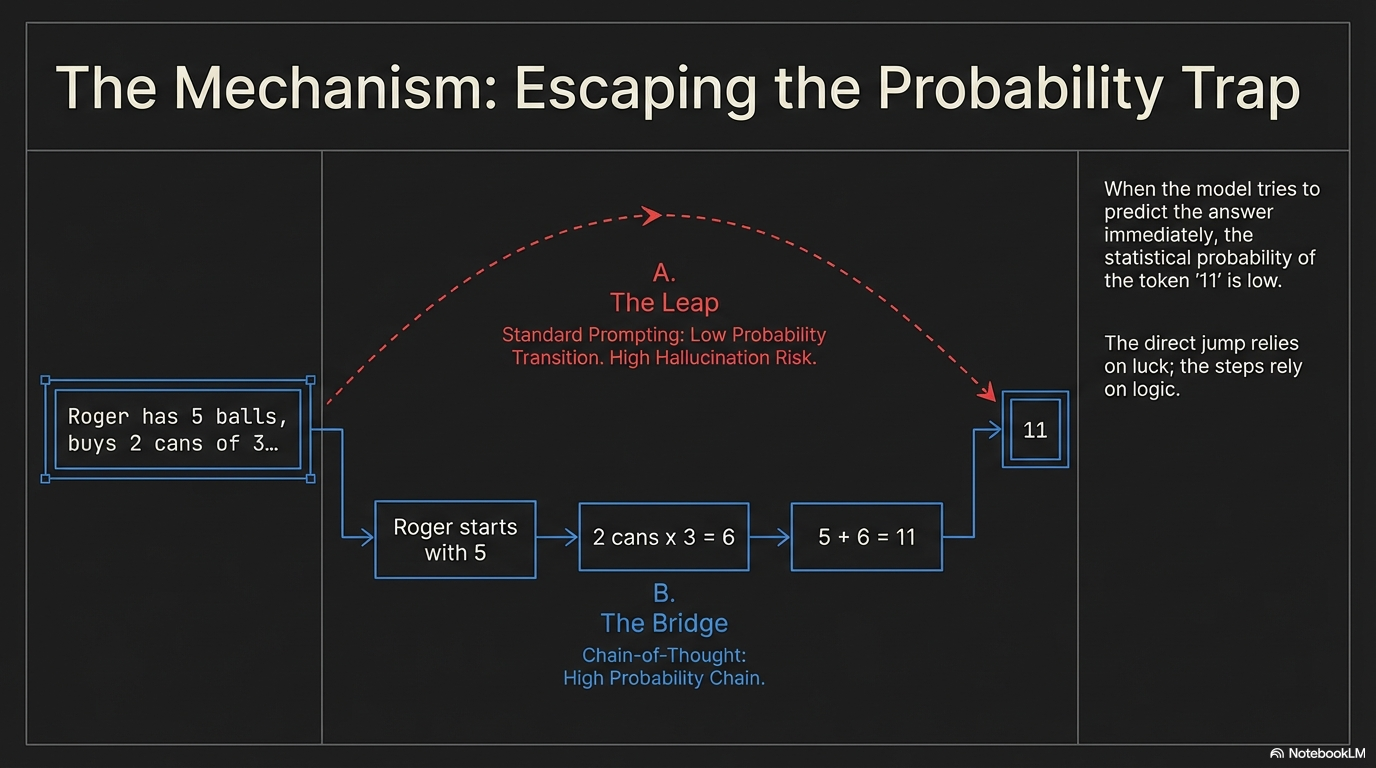 The Mechanism: Escaping the Probability Trap
Roger has 5 balls,
buys 2 cans of 3…
A.
The Leap
Standard Prompting: Low Probability
Transition. High Hallucination Risk.
Roger starts
with 5
2 cans x 3 = 6
5 + 6 = 11
11
B.
The Bridge
Chain-of-Thought:
High Probability Chain.
When the model tries to
predict the answer
immediately, the
statistical probability of
the token '11' is low.
The direct jump relies
on luck; the steps rely
on logic.
NotebookLM